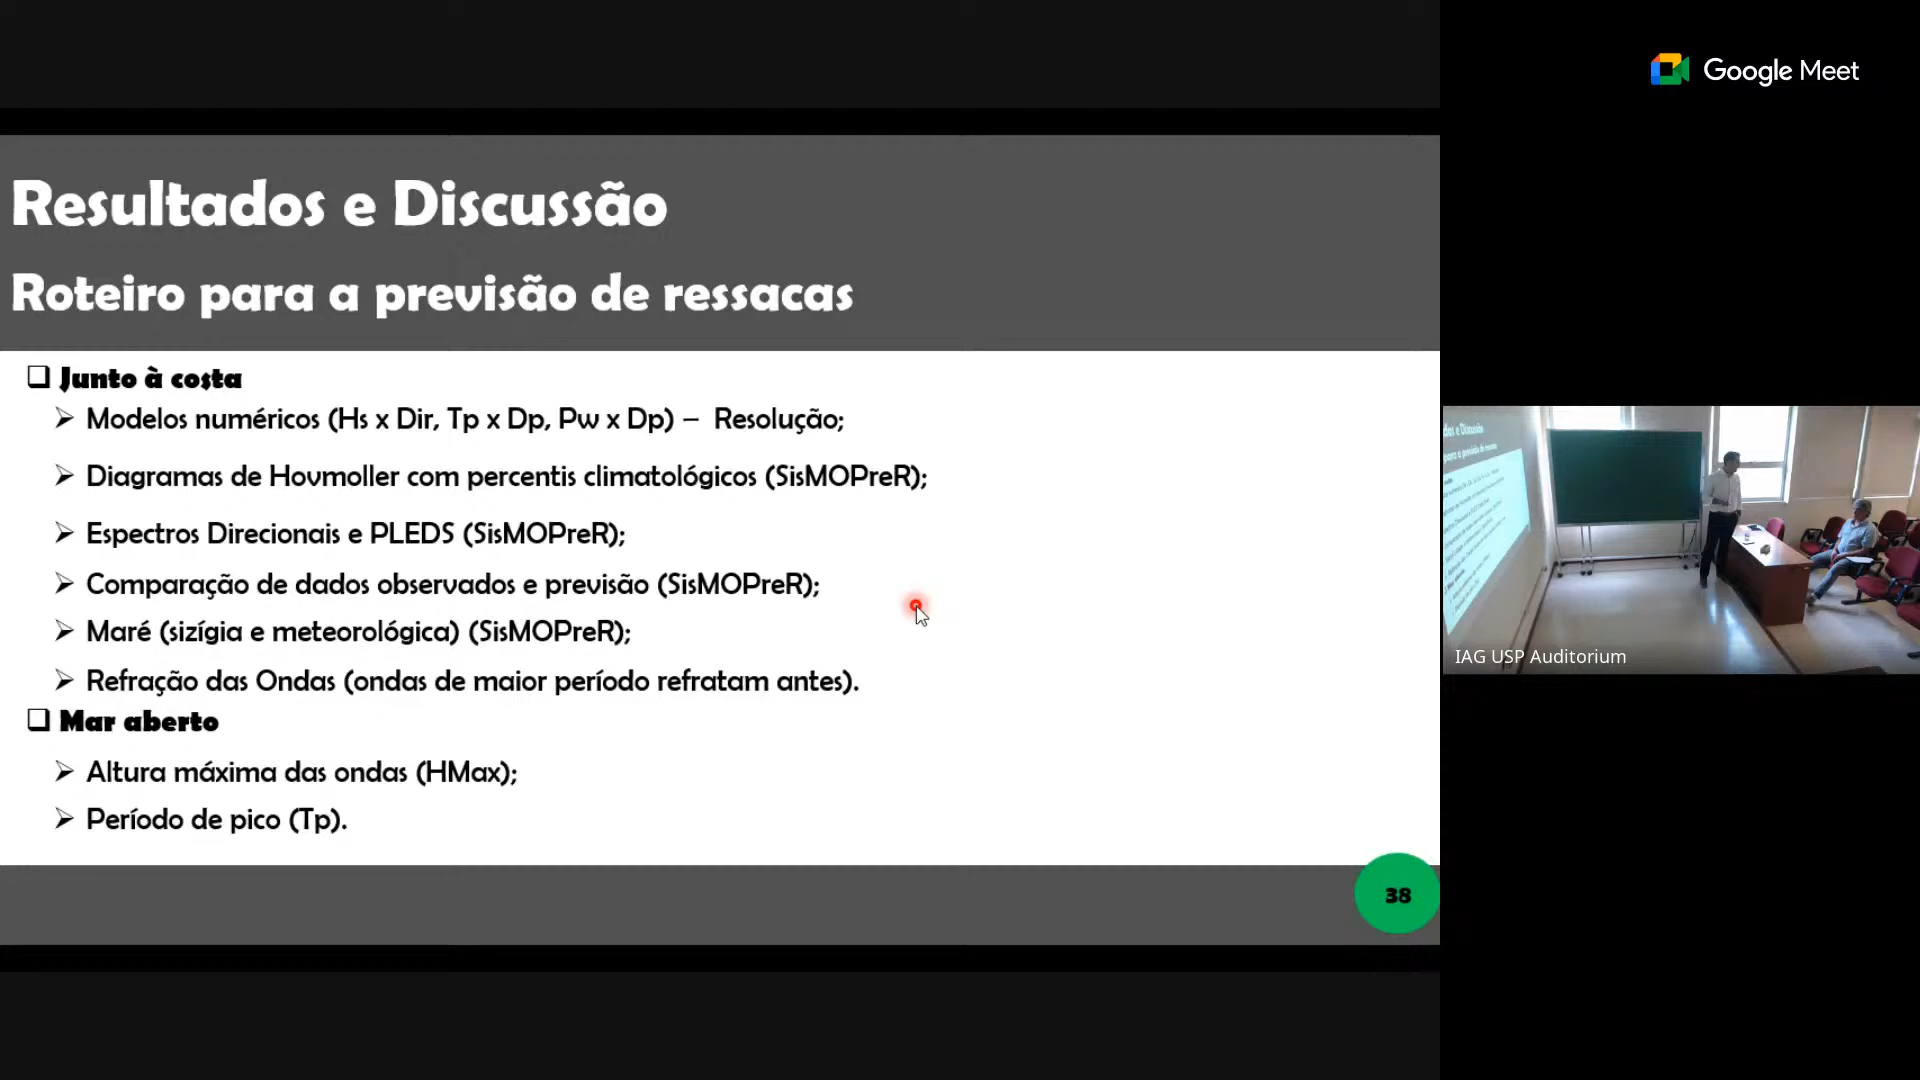 Google Meet
Resultados e Discussão
Roteiro para a previsão de ressacas
Junto à costa
Modelos numéricos (Hs x Dir, Tp x Dp, Pw x Dp) – Resolução;
Diagramas de Hovmoller com percentis climatológicos (SisMOPreR);
Espectros Direcionais e PLEDS (SisMOPreR);
Comparação de dados observados e previsão (SisMOPreR);
Maré (sizígia e meteorológica) (SisMOPreR);
Refração das Ondas (ondas de maior período refratam antes).
Mar aberto
Altura máxima das ondas (HMax);
Período de pico (Tp).
38
IAG USP Auditorium